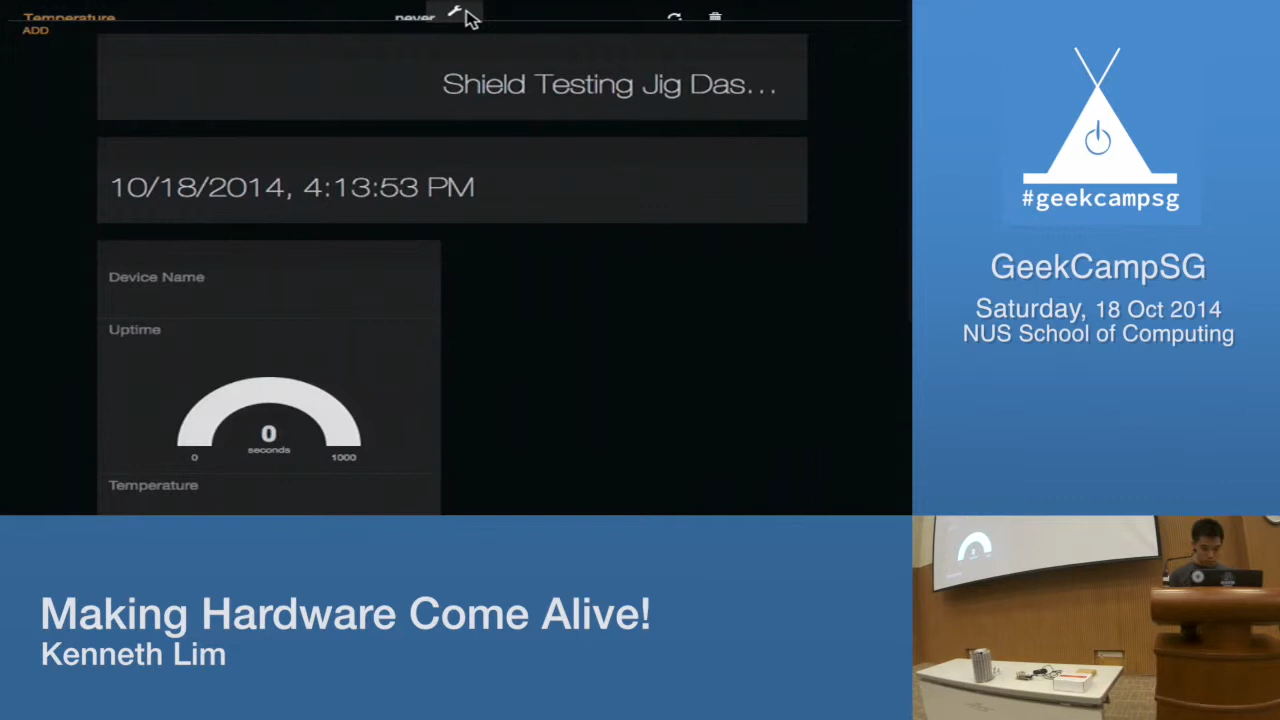 Temperature
never
ADD
Shield Testing Jig Das...
10/18/2014, 4:13:53 PM
Device Name
Uptime
0
seconds
0
1000
Temperature
#geekcampsg
GeekCampSG
Saturday, 18 Oct 2014
NUS School of Computing
Making Hardware Come Alive!
Kenneth Lim